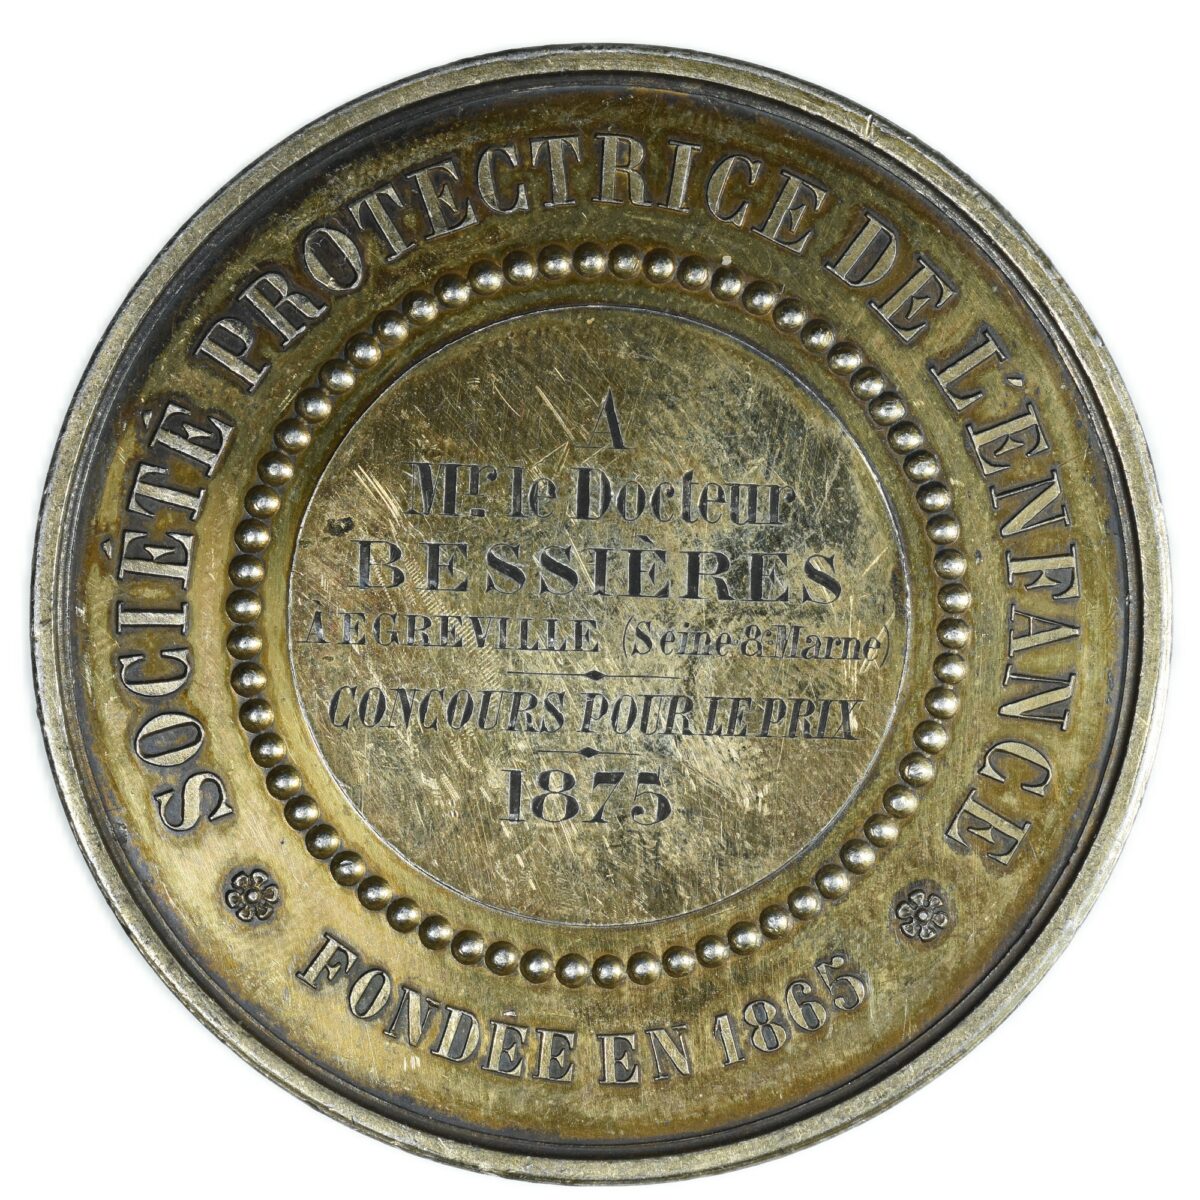 SOCIÉTÉ PROTECTRICE DE L'ENFANCE
A
Mr. le Docteur
BESSIÈRES
À EGREVILLE (Seine & Marne)
CONCOURS POUR LE PRIX
1875
FONDÉE EN 1865